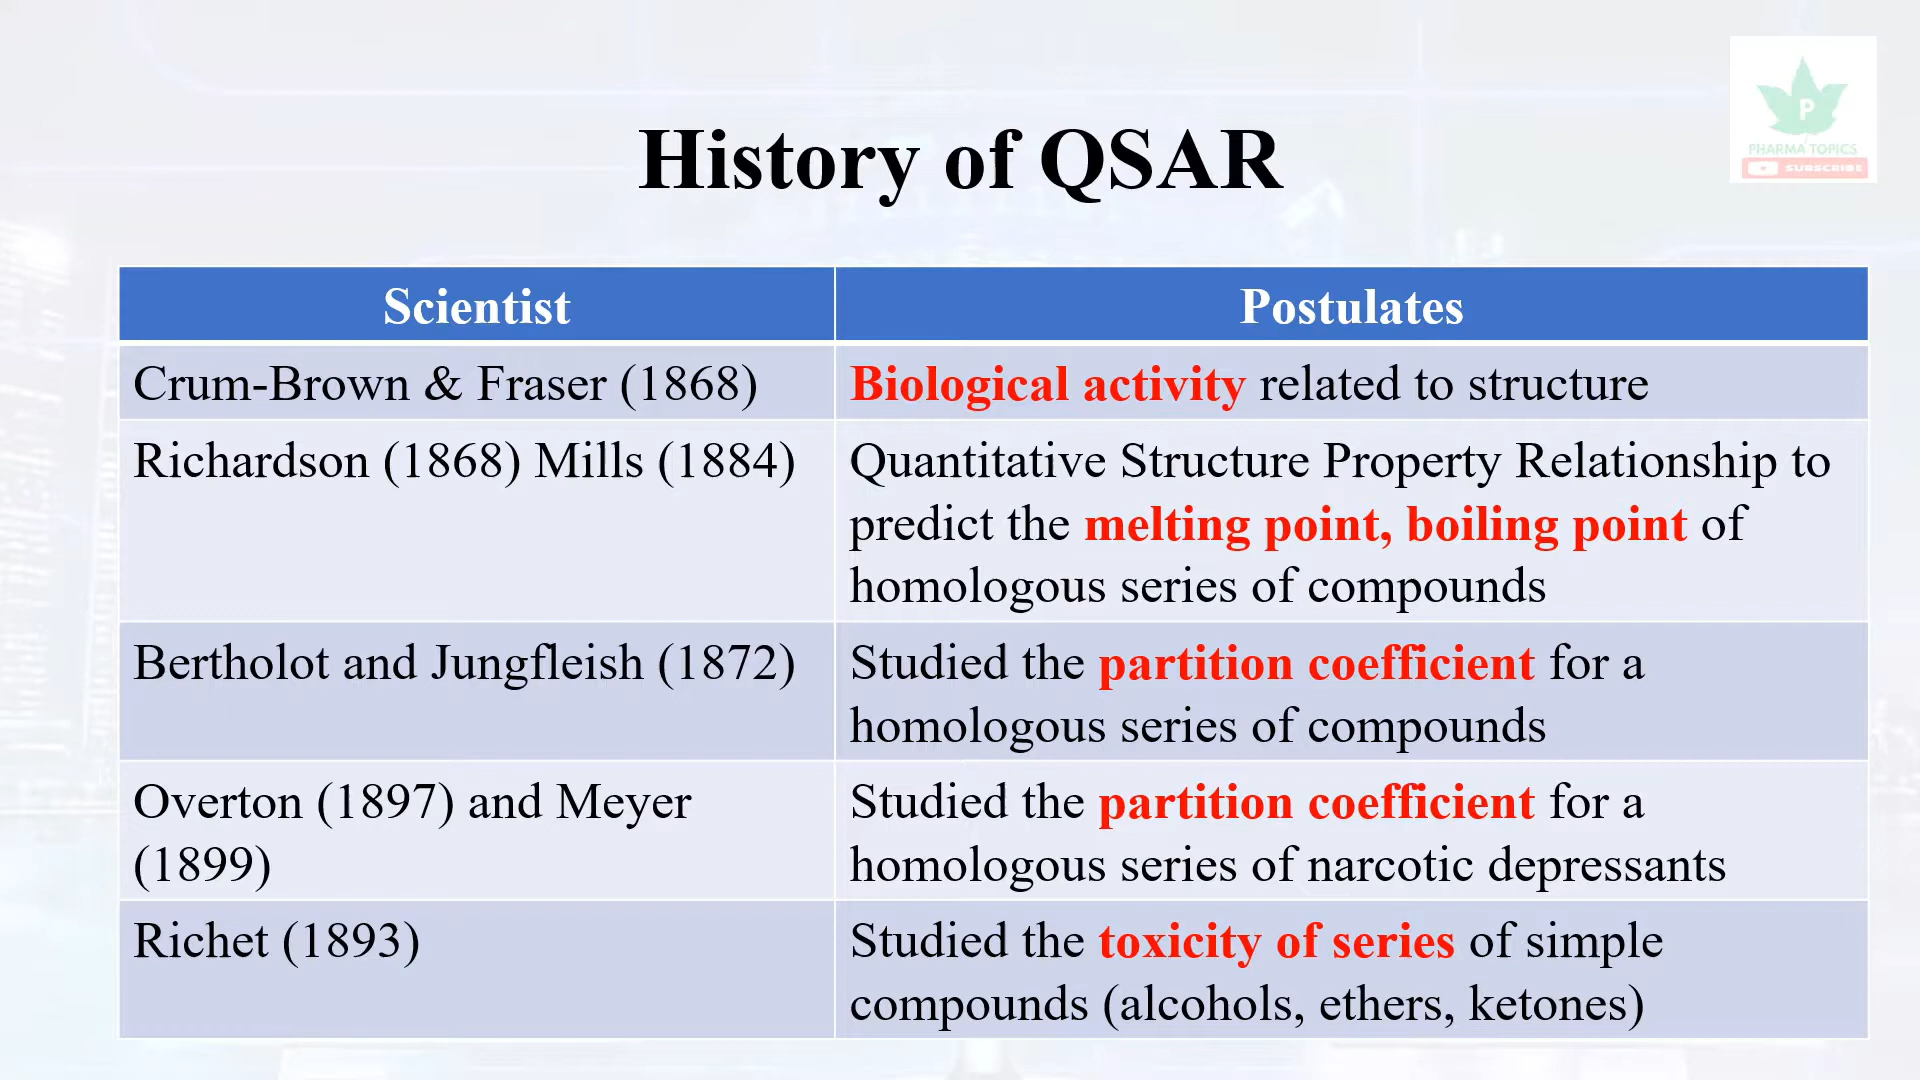 P
PHARMA TOPICS
SUBSCRIBE
History of QSAR
Scientist
Postulates
Crum-Brown & Fraser (1868)
Biological activity related to structure
Richardson (1868) Mills (1884)
Quantitative Structure Property Relationship to
predict the melting point, boiling point of
homologous series of compounds
Bertholot and Jungfleish (1872)
Studied the partition coefficient for a
homologous series of compounds
Overton (1897) and Meyer
(1899)
Studied the partition coefficient for a
homologous series of narcotic depressants
Richet (1893)
Studied the toxicity of series of simple
compounds (alcohols, ethers, ketones)